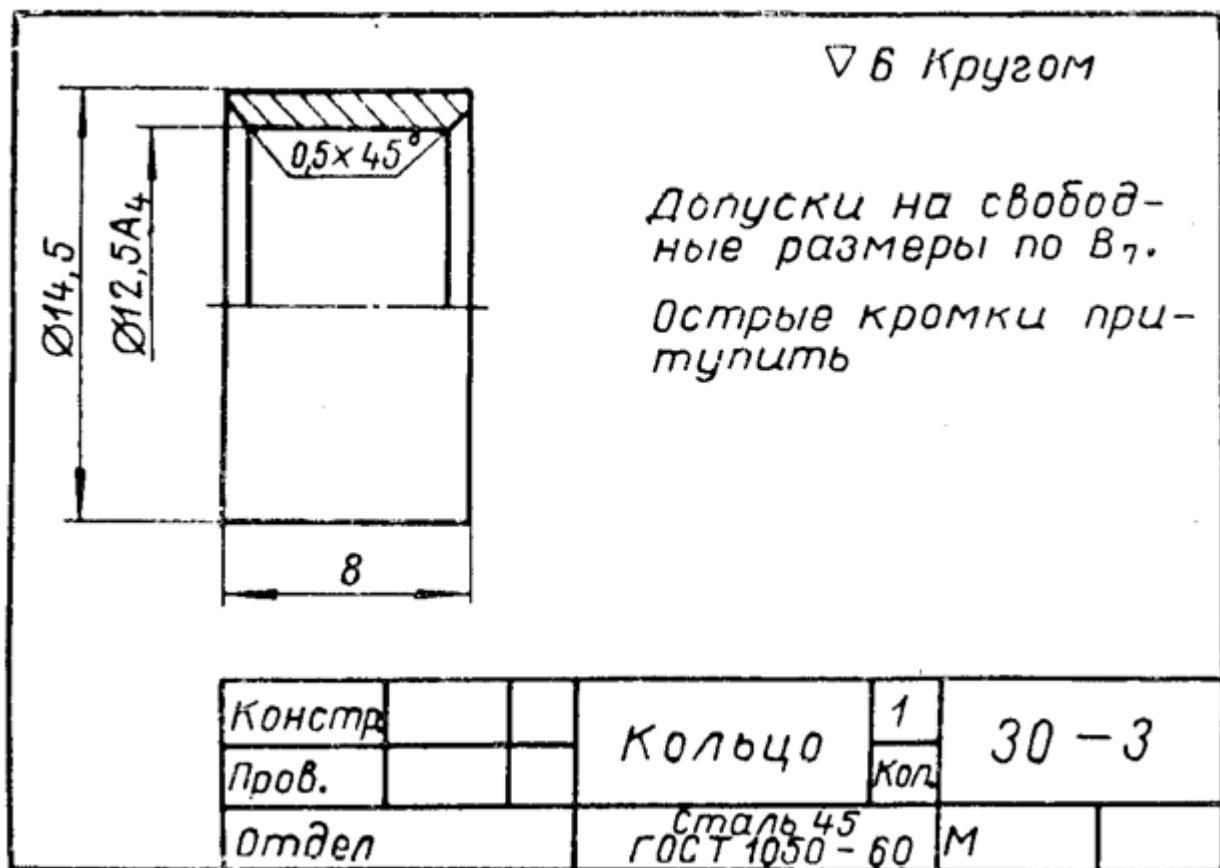 ▽ 6 Кругом
0,5 × 45°
Ø14,5
Ø12,5А₄
Допуски на свобод-
ные размеры по В₇.
Острые кромки при-
тупить
8
Констр.
Кольцо
1
30 – 3
Пров.
Кол.
Отдел
Сталь 45
ГОСТ 1050 – 60
М